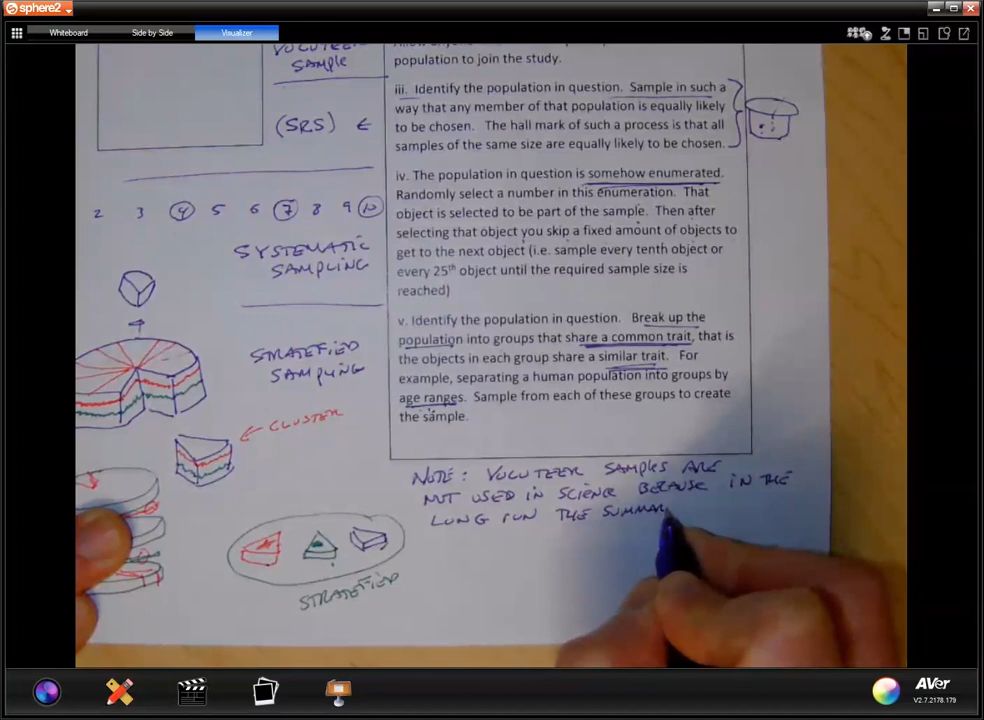 sphere2
Whiteboard Side by Side Visualizer
VOLUTEER
SAMPLE
population to join the study.
iii. Identify the population in question. Sample in such a
way that any member of that population is equally likely
to be chosen. The hall mark of such a process is that all
samples of the same size are equally likely to be chosen.
(SRS) ←
iv. The population in question is somehow enumerated.
Randomly select a number in this enumeration. That
object is selected to be part of the sample. Then after
selecting that object you skip a fixed amount of objects to
get to the next object (i.e. sample every tenth object or
every 25th object until the required sample size is
reached)
2 3 4 5 6 7 8 9 10
SYSTEMATIC
SAMPLING
v. Identify the population in question. Break up the
population into groups that share a common trait, that is
the objects in each group share a similar trait. For
example, separating a human population into groups by
age ranges. Sample from each of these groups to create
the sample.
STRATEFIED
SAMPLING
← CLUSTER
STRATEFIED
NOTE: VOLUTEER SAMPLES ARE
NOT USED IN SCIENCE BECAUSE IN THE
LONG RUN THE SUMMAR
AVer
V2.7.2178.179